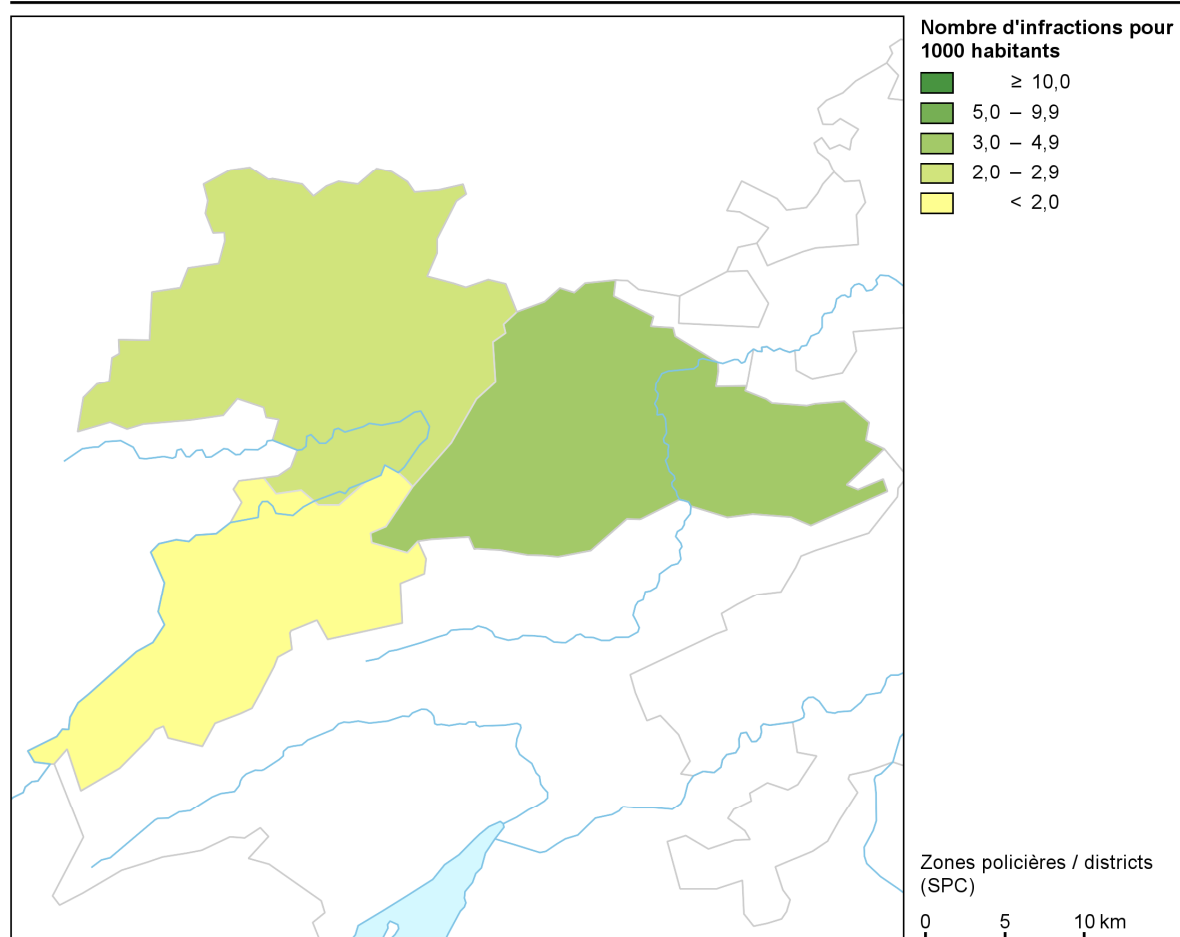 Nombre d'infractions pour
1000 habitants
≥ 10,0
5,0 – 9,9
3,0 – 4,9
2,0 – 2,9
< 2,0
Zones policières / districts
(SPC)
0 5 10 km